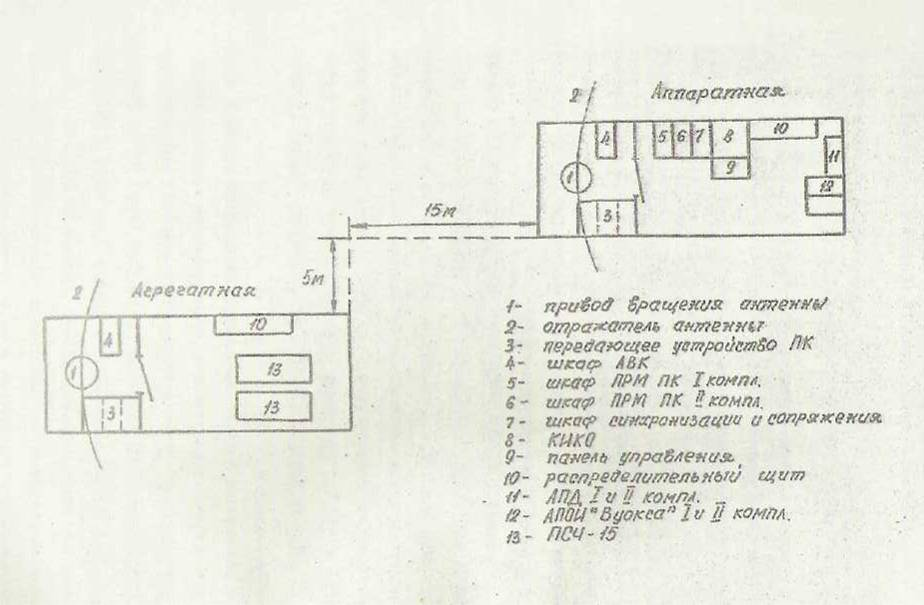 2 Аппаратная
4 5 6 7 8 10
9 11
1 12
3
15м
5м
2 Агрегатная
4 10
1 13
3 13
1- привод вращения антенны
2- отражатель антенны
3- передающее устройство ПК
4- шкаф АВК
5- шкаф ПРМ ПК I компл.
6- шкаф ПРМ ПК II компл.
7- шкаф синхронизации и сопряжения
8- КИКО
9- панель управления
10- распределительный щит
11- АПД I и II компл.
12- АПОИ "Вуокса" I и II компл.
13- ПСЧ-15